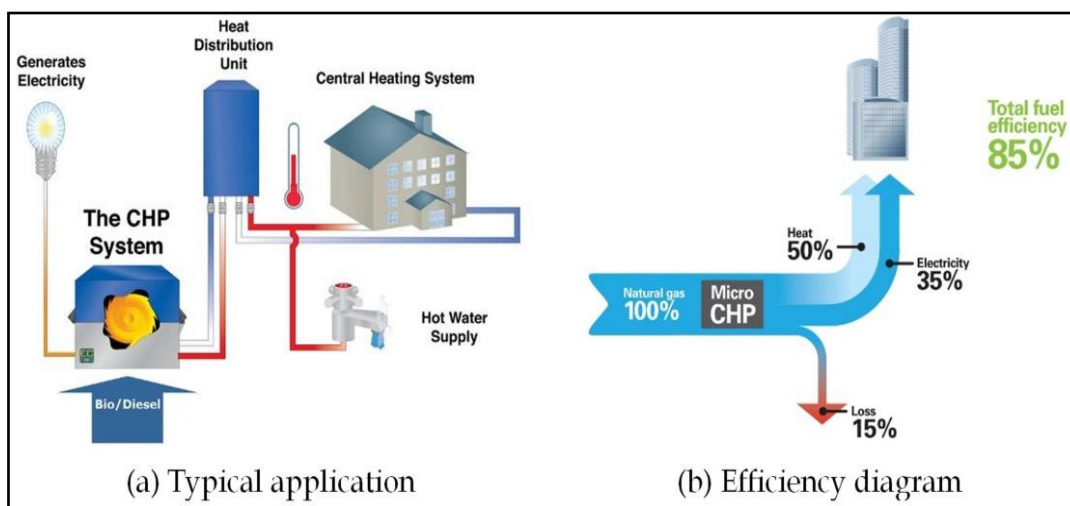 Generates
Electricity
Heat
Distribution
Unit
Central Heating System
The CHP
System
Hot Water
Supply
Bio/Diesel
(a) Typical application
Total fuel
efficiency
85%
Heat
50%
Electricity
35%
Natural gas
100%
Micro
CHP
Loss
15%
(b) Efficiency diagram